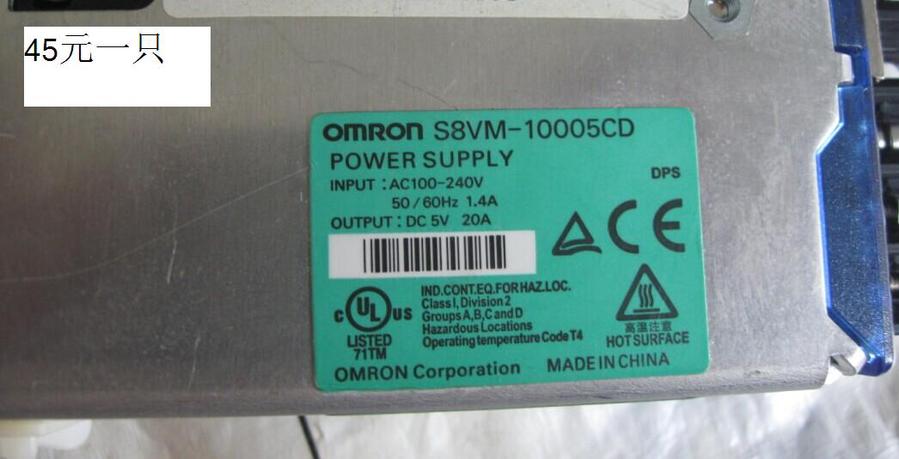 45元一只
OMRON S8VM-10005CD
POWER SUPPLY
DPS
INPUT : AC100-240V
50/60Hz 1.4A
OUTPUT : DC 5V 20A
CE
IND.CONT.EQ.FOR HAZ.LOC.
Class I, Division 2
Groups A,B,C and D
Hazardous Locations
Operating temperature Code T4
c UL us
LISTED
71TM
高温注意
HOT SURFACE
OMRON Corporation MADE IN CHINA